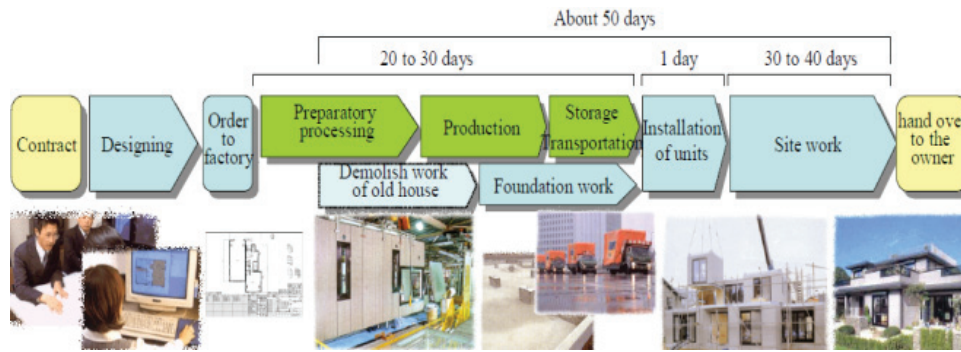 About 50 days
20 to 30 days
1 day
30 to 40 days
Contract
Designing
Order
to
factory
Preparatory
processing
Production
Storage
Transportation
Demolish work
of old house
Foundation work
Installation
of units
Site work
hand over
to the
owner